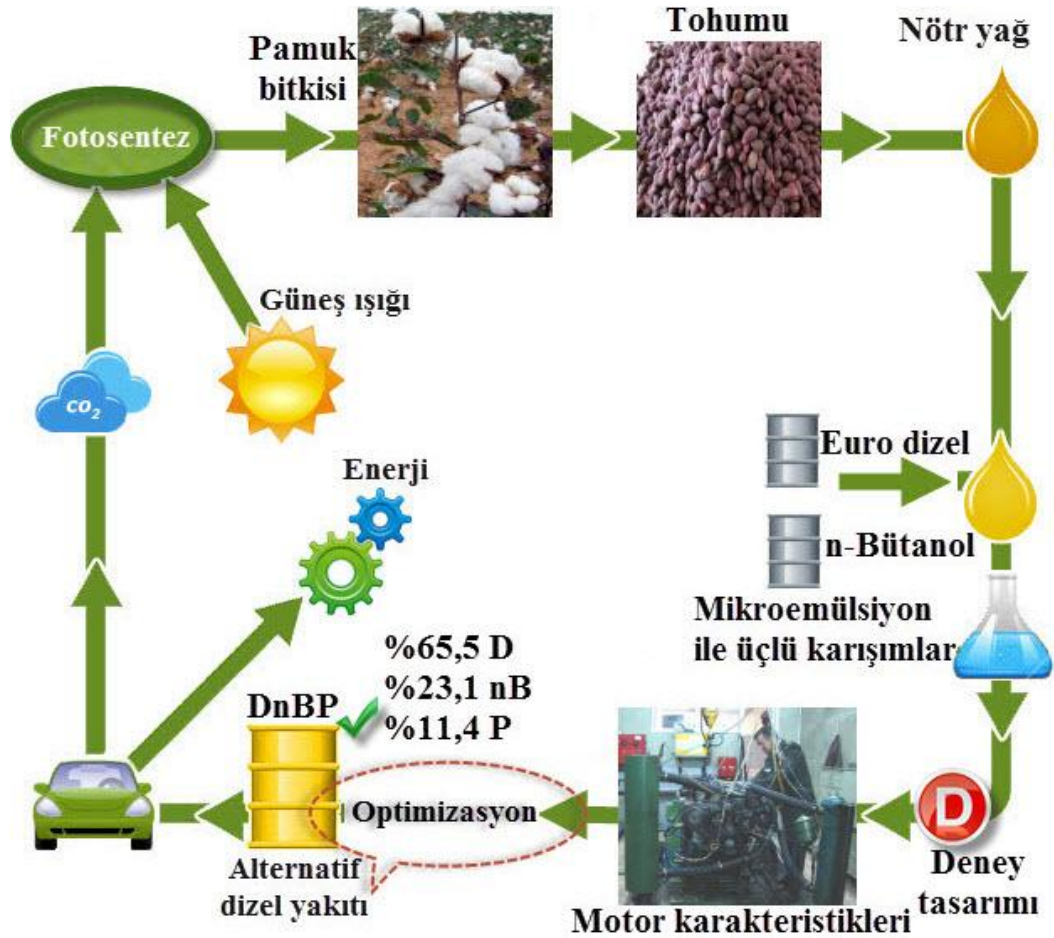 Pamuk
bitkisi
Tohumu
Nötr yağ
Fotosentez
Güneş ışığı
co₂
Euro dizel
Enerji
n-Bütanol
Mikroemülsiyon
ile üçlü karışımlar
%65,5 D
%23,1 nB
%11,4 P
DnBP
Optimizasyon
D
Alternatif
dizel yakıtı
Motor karakteristikleri
Deney
tasarımı